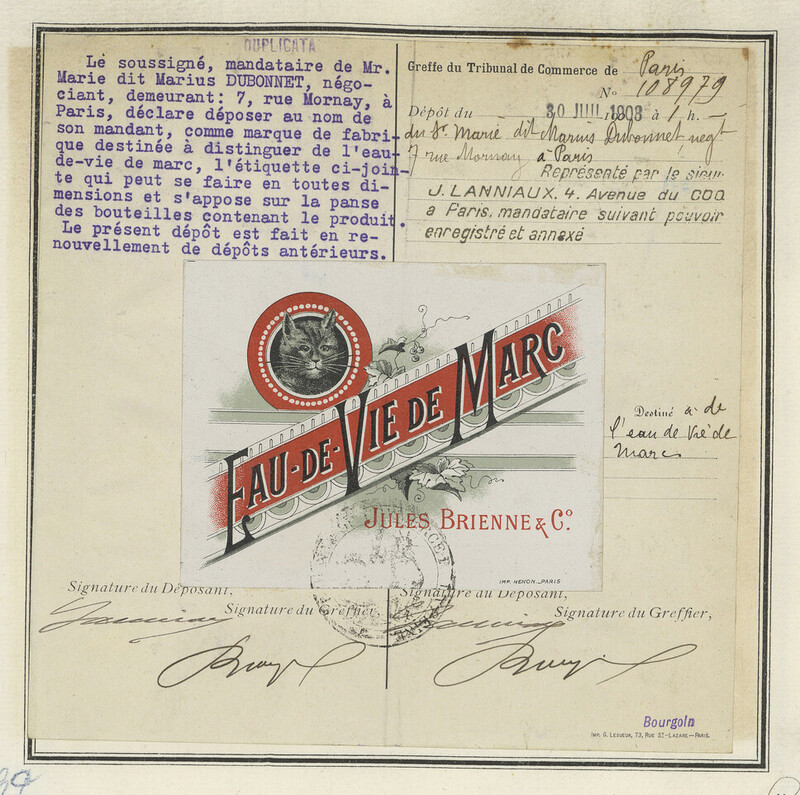 DUPLICATA
Le soussigné, mandataire de Mr.
Marie dit Marius DUBONNET, négo-
ciant, demeurant: 7, rue Mornay, à
Paris, déclare déposer au nom de
son mandant, comme marque de fabri-
que destinée à distinguer de l'eau-
de-vie de marc, l'étiquette ci-join-
te qui peut se faire en toutes di-
mensions et s'appose sur la panse
des bouteilles contenant le produit.
Le présent dépôt est fait en re-
nouvellement de dépôts antérieurs.
Greffe du Tribunal de Commerce de Paris
No 108979
Dépôt du 30 JUIL 1908 à 1 h. -
du Sr Marie dit Marius Dubonnet, negt
7 rue Mornay à Paris
Représenté par le sieur
J. LANNIAUX. 4. Avenue du COQ
a Paris, mandataire suivant pouvoir
enregistré et annexé
EAU-DE-VIE DE MARC
JULES BRIENNE & Co.
IMP. HENON_PARIS
Destiné à de
l'eau de vie de
Marc
Signature du Déposant,
Signature du Greffier,
Signature du Déposant,
Signature du Greffier,
Bourgoin
IMP. G. LESUEUR, 73, RUE ST-LAZARE—PARIS.